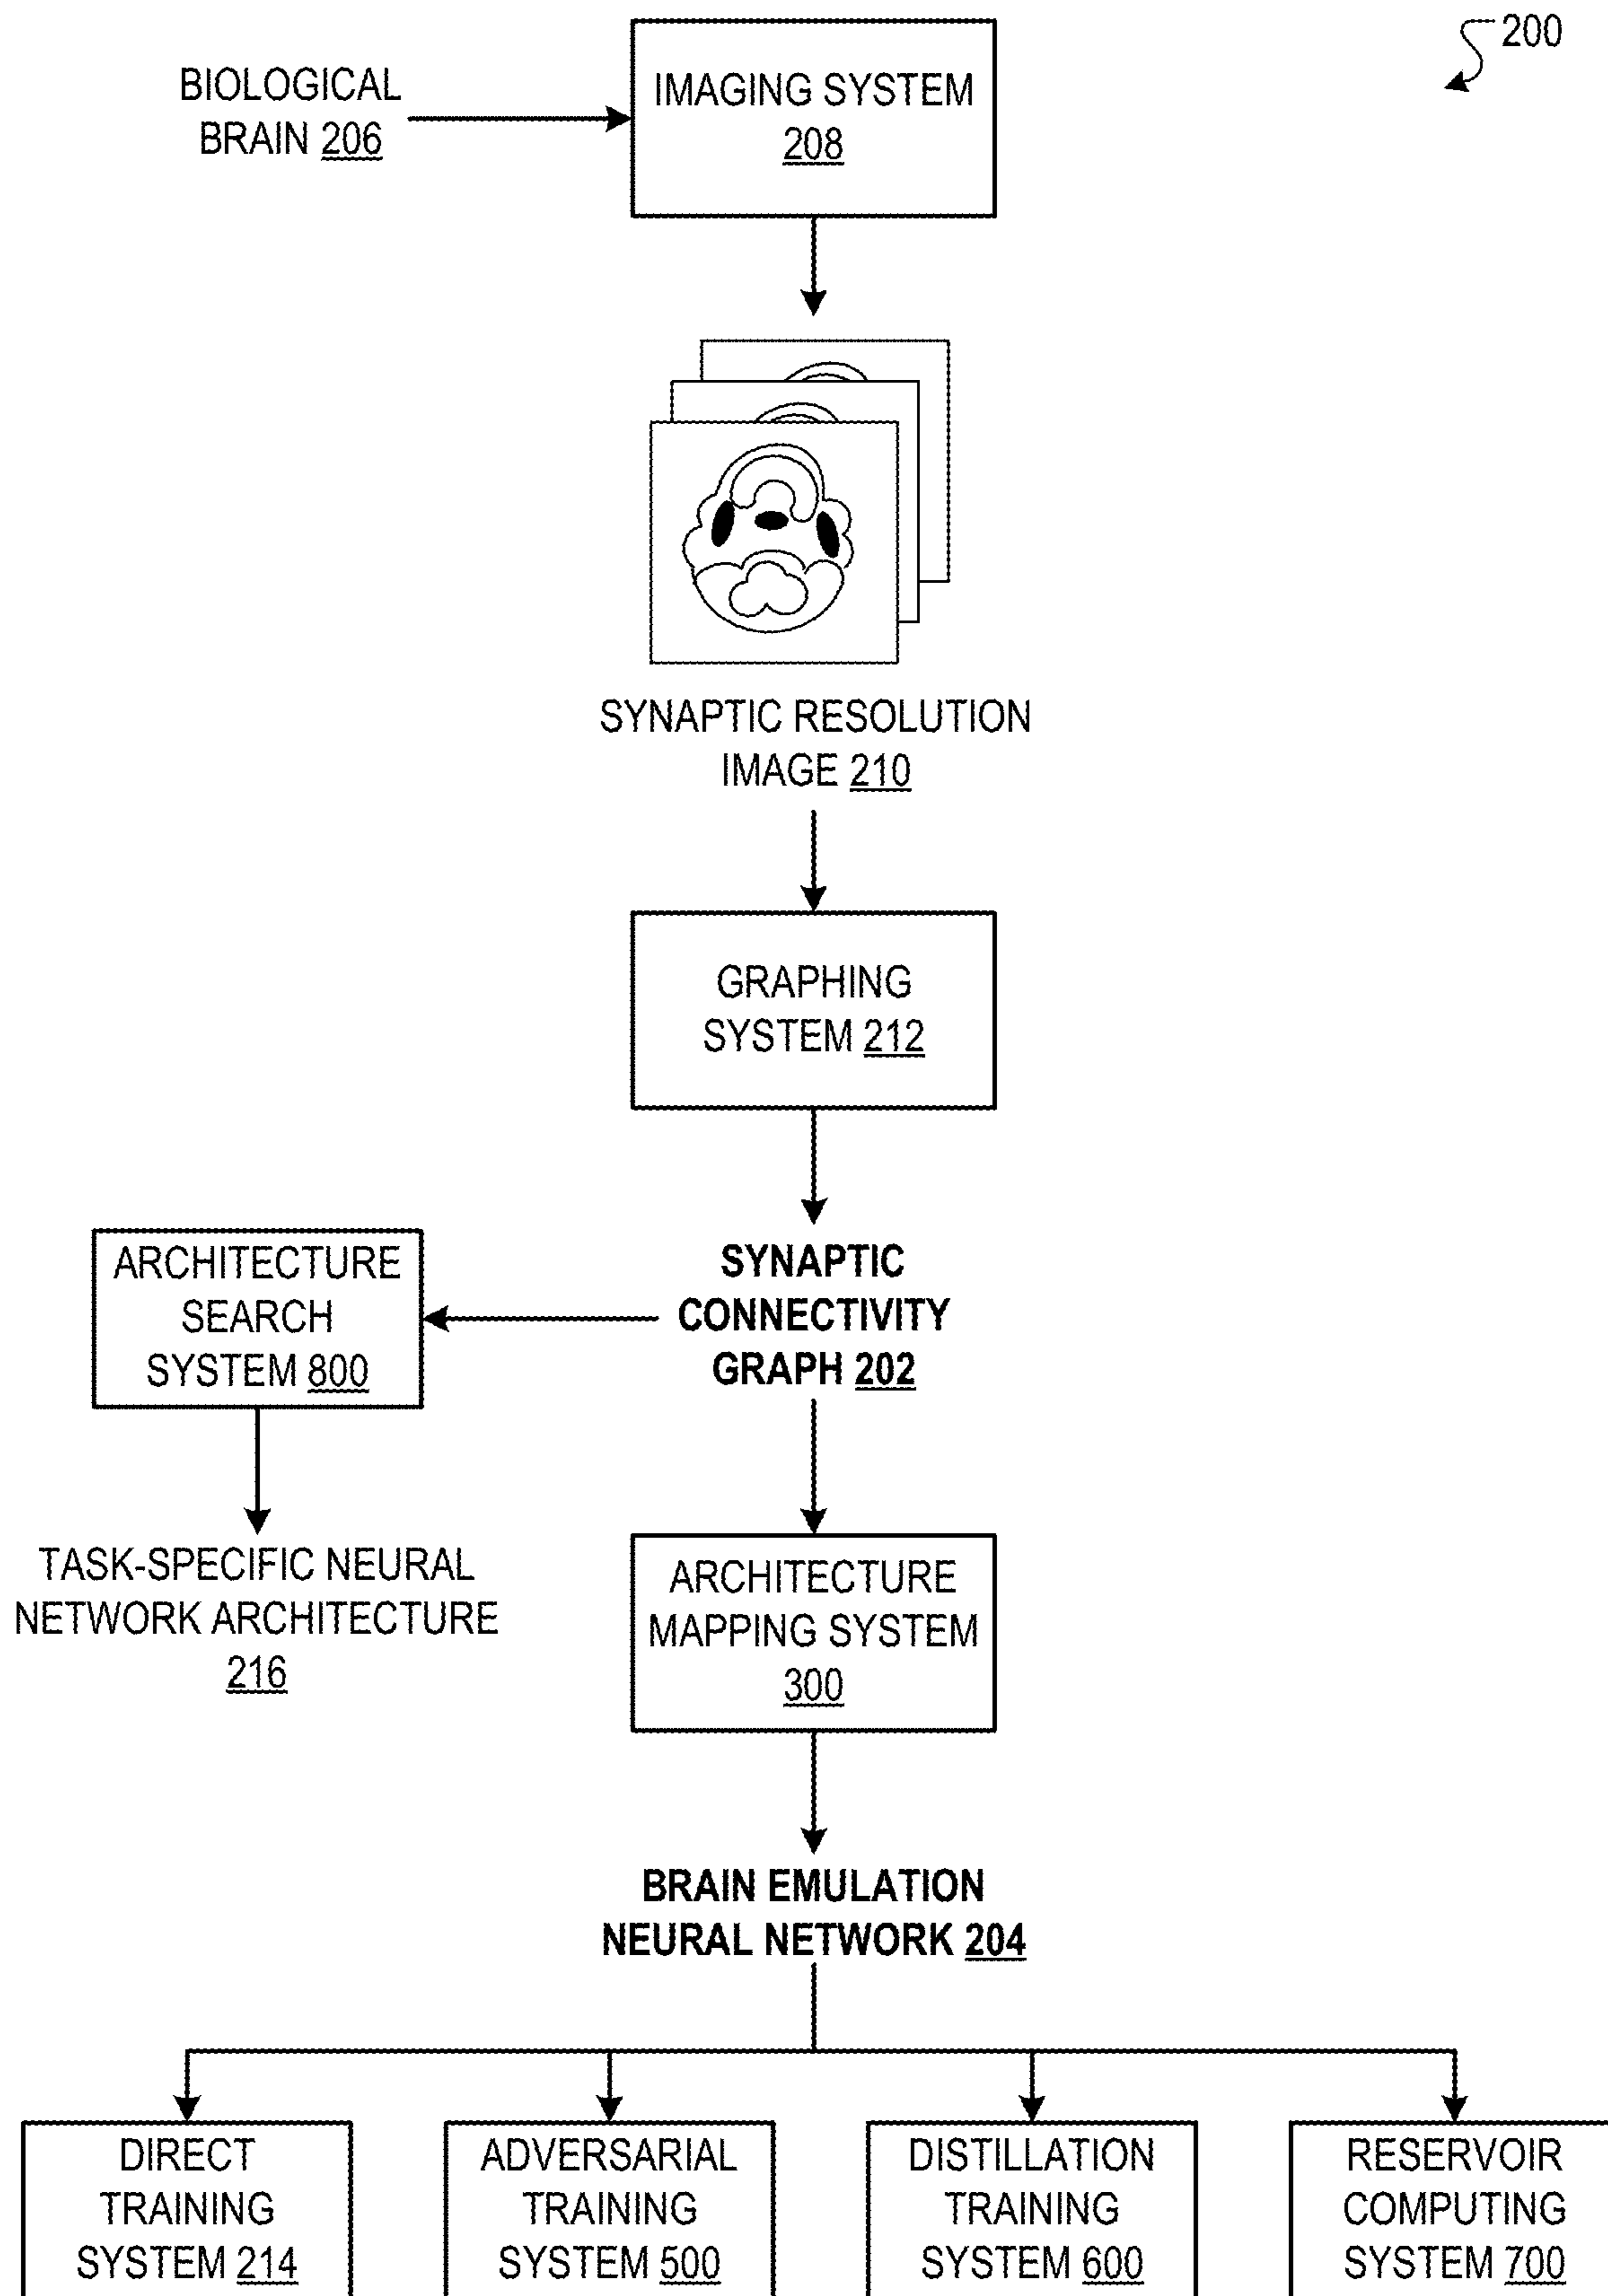 200
BIOLOGICAL
BRAIN 206
IMAGING SYSTEM
208
SYNAPTIC RESOLUTION
IMAGE 210
GRAPHING
SYSTEM 212
SYNAPTIC
CONNECTIVITY
GRAPH 202
ARCHITECTURE
SEARCH
SYSTEM 800
TASK-SPECIFIC NEURAL
NETWORK ARCHITECTURE
216
ARCHITECTURE
MAPPING SYSTEM
300
BRAIN EMULATION
NEURAL NETWORK 204
DIRECT
TRAINING
SYSTEM 214
ADVERSARIAL
TRAINING
SYSTEM 500
DISTILLATION
TRAINING
SYSTEM 600
RESERVOIR
COMPUTING
SYSTEM 700